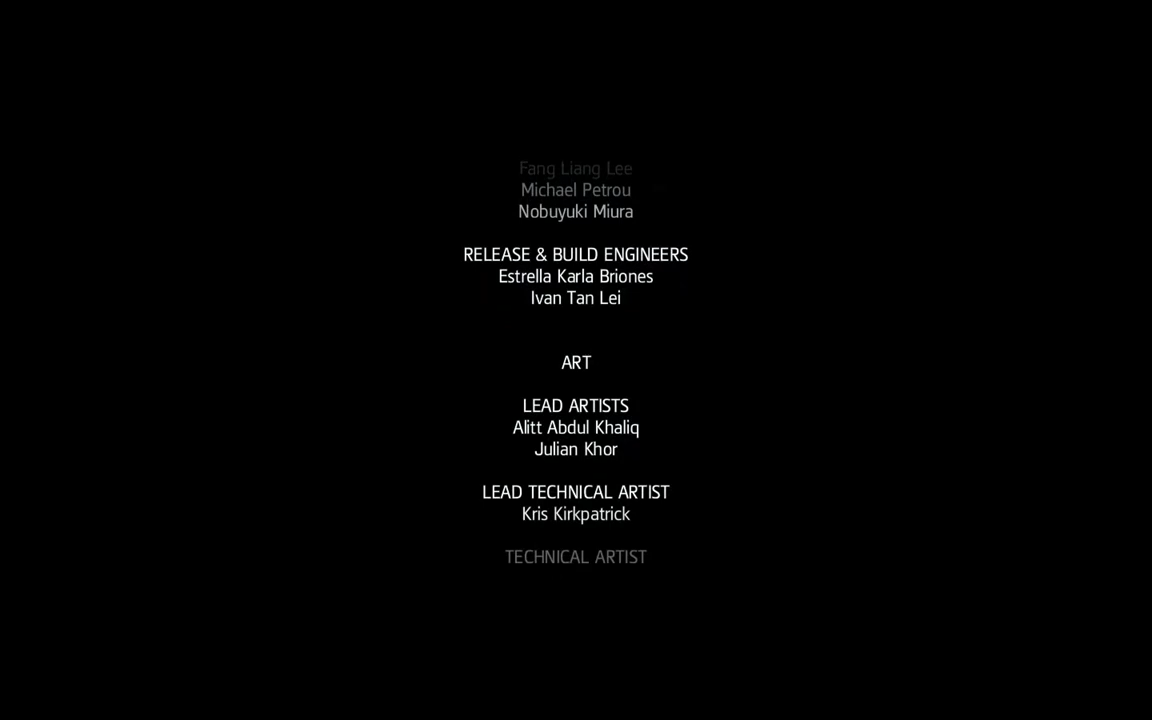 Fang Liang Lee
Michael Petrou
Nobuyuki Miura
RELEASE & BUILD ENGINEERS
Estrella Karla Briones
Ivan Tan Lei
ART
LEAD ARTISTS
Alitt Abdul Khaliq
Julian Khor
LEAD TECHNICAL ARTIST
Kris Kirkpatrick
TECHNICAL ARTIST